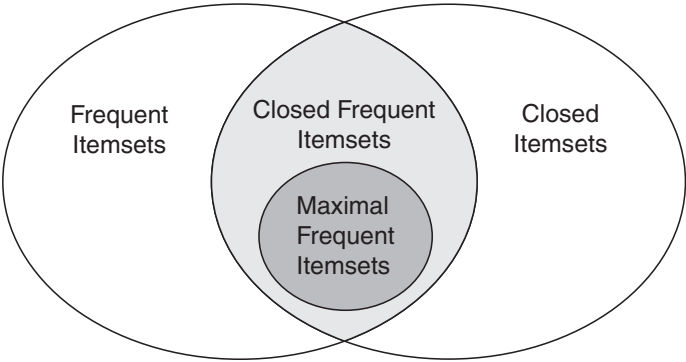 Frequent
Itemsets
Closed Frequent
Itemsets
Closed
Itemsets
Maximal
Frequent
Itemsets